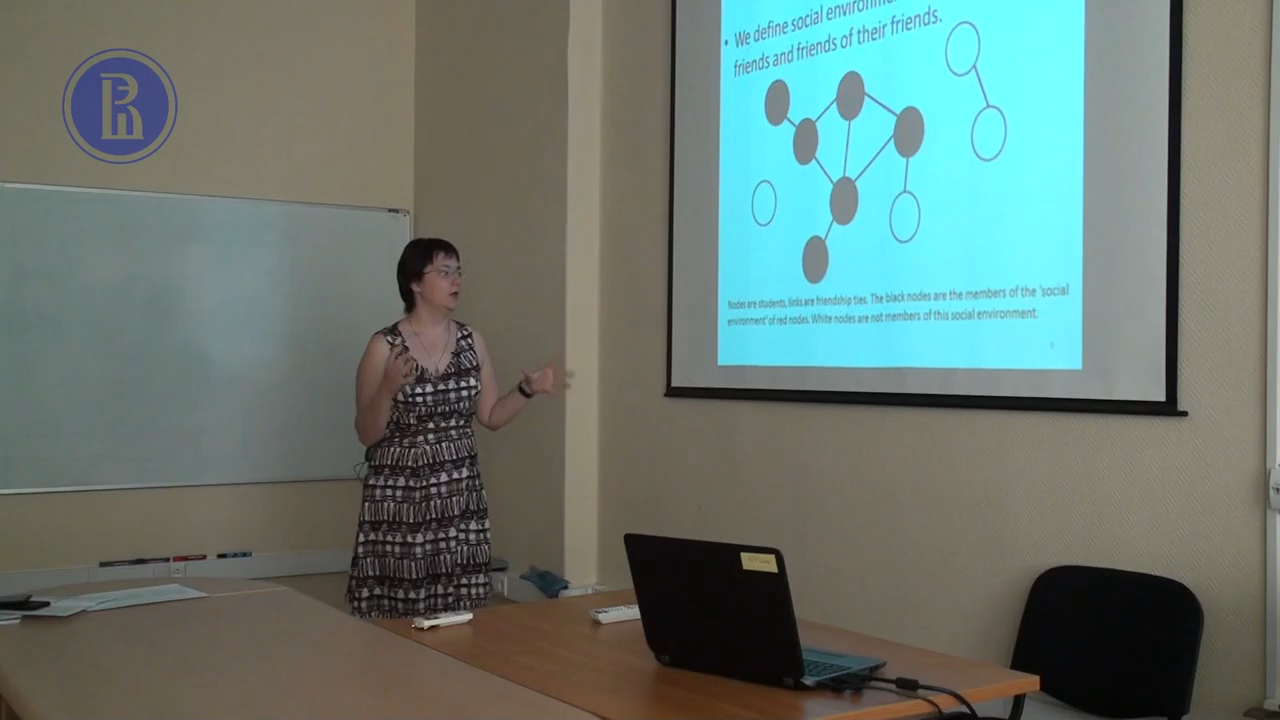 • We define social environmen
friends and friends of their friends.
Nodes are students, links are friendship ties. The black nodes are the members of the 'social
environment' of red nodes. White nodes are not members of this social environment.